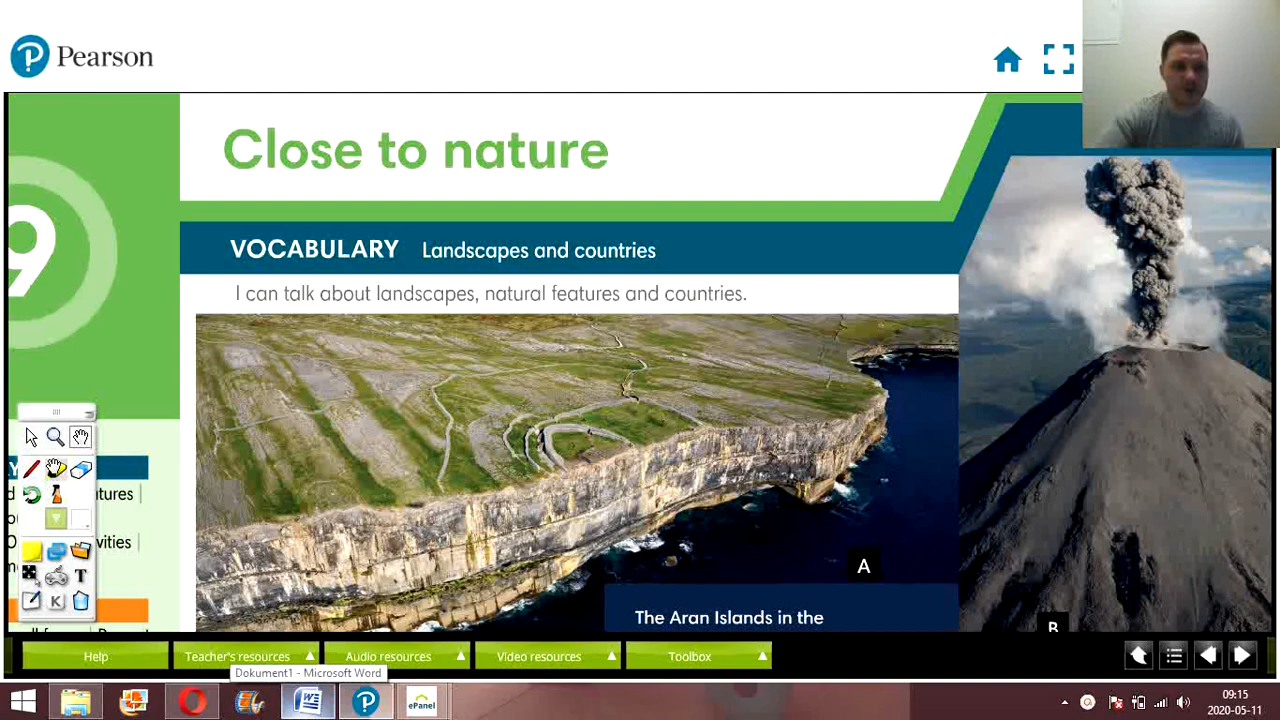 Pearson
Close to nature
9
VOCABULARY Landscapes and countries
I can talk about landscapes, natural features and countries.
A
The Aran Islands in the
B
T
K
Help
Teacher's resources
Audio resources
Video resources
Toolbox
Dokument1 - Microsoft Word
ePanel
09:15
2020-05-11